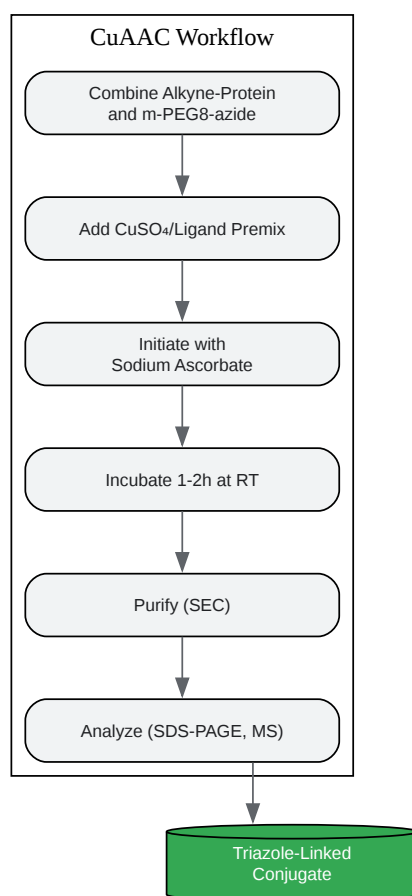 CuAAC Workflow
Combine Alkyne-Protein
and m-PEG8-azide
Add CuSO₄/Ligand Premix
Initiate with
Sodium Ascorbate
Incubate 1-2h at RT
Purify (SEC)
Analyze (SDS-PAGE, MS)
Triazole-Linked
Conjugate